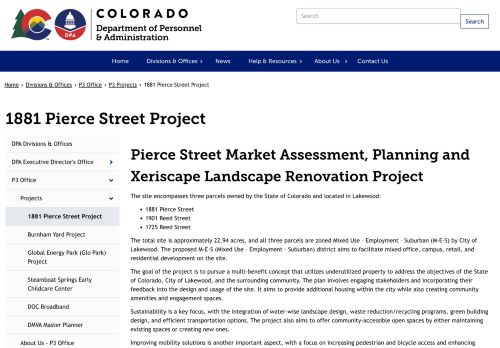 COLORADO
Department of Personnel
& Administration
DPA
Search
Search
Home
Divisions & Offices ›
News
Help & Resources ›
About Us ›
Contact Us
Home › Divisions & Offices › P3 Office › P3 Projects › 1881 Pierce Street Project
1881 Pierce Street Project
DPA Divisions & Offices
DPA Executive Director's Office
P3 Office
Projects
1881 Pierce Street Project
Burnham Yard Project
Global Energy Park (Glo Park)
Project
Steamboat Springs Early
Childcare Center
DOC Broadband
DMVA Master Planner
About Us - P3 Office
Pierce Street Market Assessment, Planning and
Xeriscape Landscape Renovation Project
The site encompasses three parcels owned by the State of Colorado and located in Lakewood:
• 1881 Pierce Street
• 1901 Reed Street
• 1725 Reed Street
The total site is approximately 22.94 acres, and all three parcels are zoned Mixed Use - Employment - Suburban (M-E-S) by City of
Lakewood. The proposed M-E-S (Mixed Use - Employment - Suburban) district aims to facilitate mixed office, campus, retail, and
residential development on the site.
The goal of the project is to pursue a multi-benefit concept that utilizes underutilized property to address the objectives of the State
of Colorado, City of Lakewood, and the surrounding community. The plan involves engaging stakeholders and incorporating their
feedback into the design and usage of the site. It aims to provide additional housing within the city while also creating community
amenities and engagement spaces.
Sustainability is a key focus, with the integration of water-wise landscape design, waste reduction/recycling programs, green building
design, and efficient transportation options. The project also aims to offer community-accessible open spaces by either maintaining
existing spaces or creating new ones.
Improving mobility solutions is another important aspect, with a focus on increasing pedestrian and bicycle access and enhancing